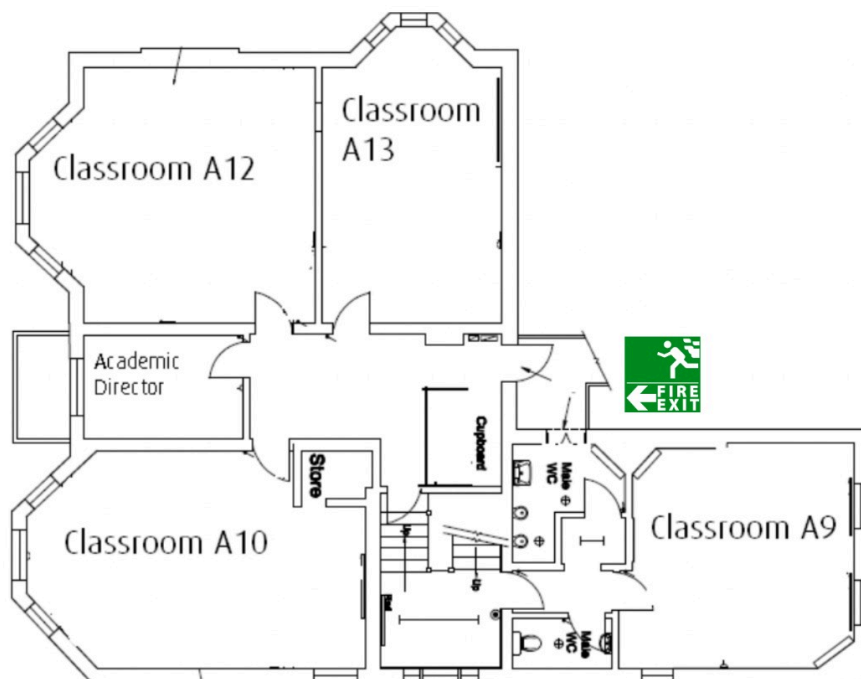 Classroom A12
Classroom
A13
Academic
Director
FIRE
EXIT
Cupboard
Store
Male
WC
Classroom A10
Classroom A9
Up
Up
Male
WC